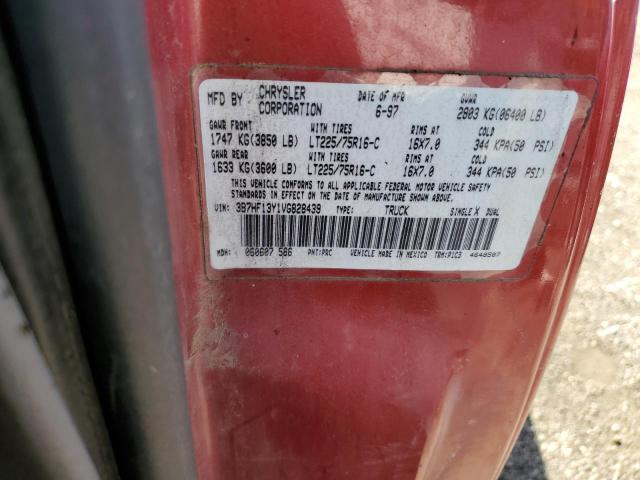 MFD BY CHRYSLER CORPORATION DATE OF MFR 6-97 GVWR 2903 KG(06400 LB)
GAWR FRONT WITH TIRES RIMS AT COLD
1747 KG(3850 LB) LT225/75R16-C 16X7.0 344 KPA(50 PSI)
GAWR REAR WITH TIRES RIMS AT COLD
1633 KG(3600 LB) LT225/75R16-C 16X7.0 344 KPA(50 PSI)
THIS VEHICLE CONFORMS TO ALL APPLICABLE FEDERAL MOTOR VEHICLE SAFETY
STANDARDS IN EFFECT ON THE DATE OF MANUFACTURE SHOWN ABOVE.
VIN: 3B7HF13Y1VG828439 TYPE: TRUCK SINGLE X DUAL
MDH: 060607 586 PNT:PRC VEHICLE MADE IN MEXICO TRM:P1C3 4648507